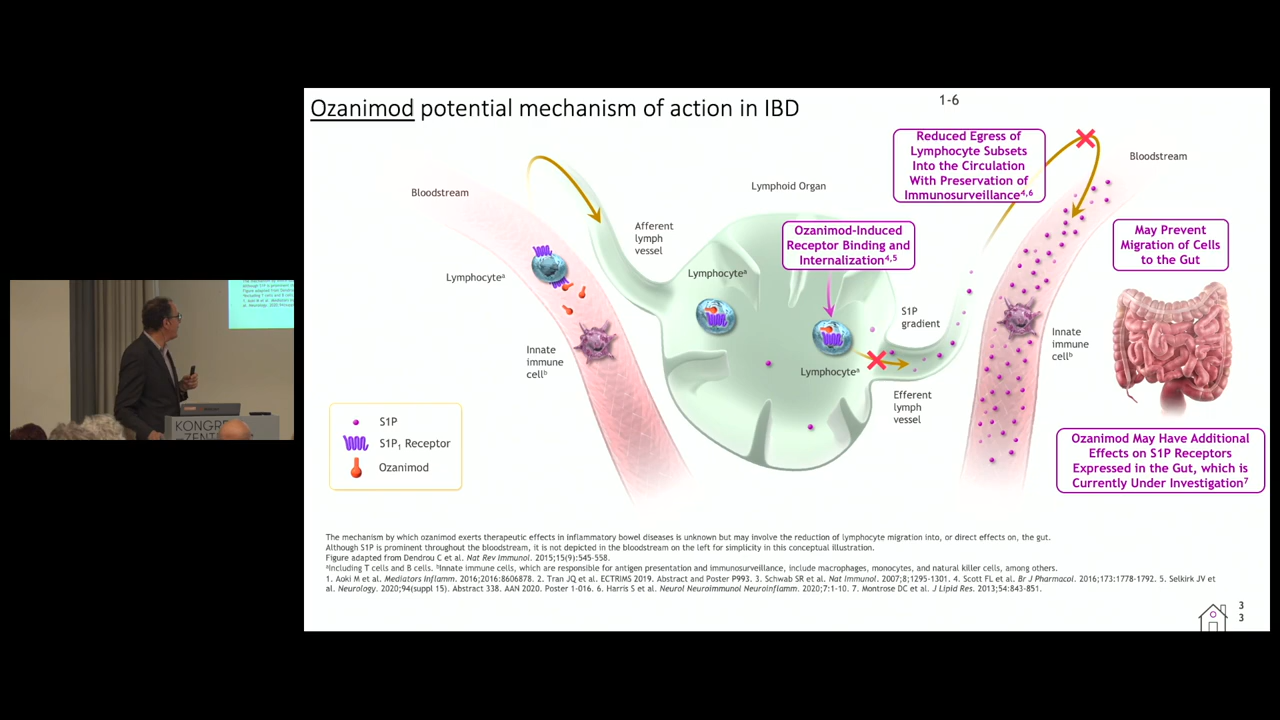 Ozanimod potential mechanism of action in IBD
1-6
Reduced Egress of
Lymphocyte Subsets
Into the Circulation
With Preservation of
Immunosurveillance4,6
Bloodstream
Bloodstream
Lymphoid Organ
Afferent
lymph
vessel
Ozanimod-Induced
Receptor Binding and
Internalization4,5
May Prevent
Migration of Cells
to the Gut
Lymphocyteª
Lymphocyteª
S1P
gradient
Innate
immune
cellᵇ
Innate
immune
cellᵇ
Lymphocyteª
Efferent
lymph
vessel
S1P
S1P₁ Receptor
Ozanimod
Ozanimod May Have Additional
Effects on S1P Receptors
Expressed in the Gut, which is
Currently Under Investigation7
The mechanism by which ozanimod exerts therapeutic effects in inflammatory bowel diseases is unknown but may involve the reduction of lymphocyte migration into, or direct effects on, the gut.
Although S1P is prominent throughout the bloodstream, it is not depicted in the bloodstream on the left for simplicity in this conceptual illustration.
Figure adapted from Dendrou C et al. Nat Rev Immunol. 2015;15(9):545-558.
ªIncluding T cells and B cells. ᵇInnate immune cells, which are responsible for antigen presentation and immunosurveillance, include macrophages, monocytes, and natural killer cells, among others.
1. Aoki M et al. Mediators Inflamm. 2016;2016:8606878. 2. Tran JQ et al. ECTRIMS 2019. Abstract and Poster P993. 3. Schwab SR et al. Nat Immunol. 2007;8;1295-1301. 4. Scott FL et al. Br J Pharmacol. 2016;173:1778-1792. 5. Selkirk JV et
al. Neurology. 2020;94(suppl 15). Abstract 338. AAN 2020. Poster 1-016. 6. Harris S et al. Neurol Neuroimmunol Neuroinflamm. 2020;7:1-10. 7. Montrose DC et al. J Lipid Res. 2013;54:843-851.
3
3
KONGRE
ZENTR